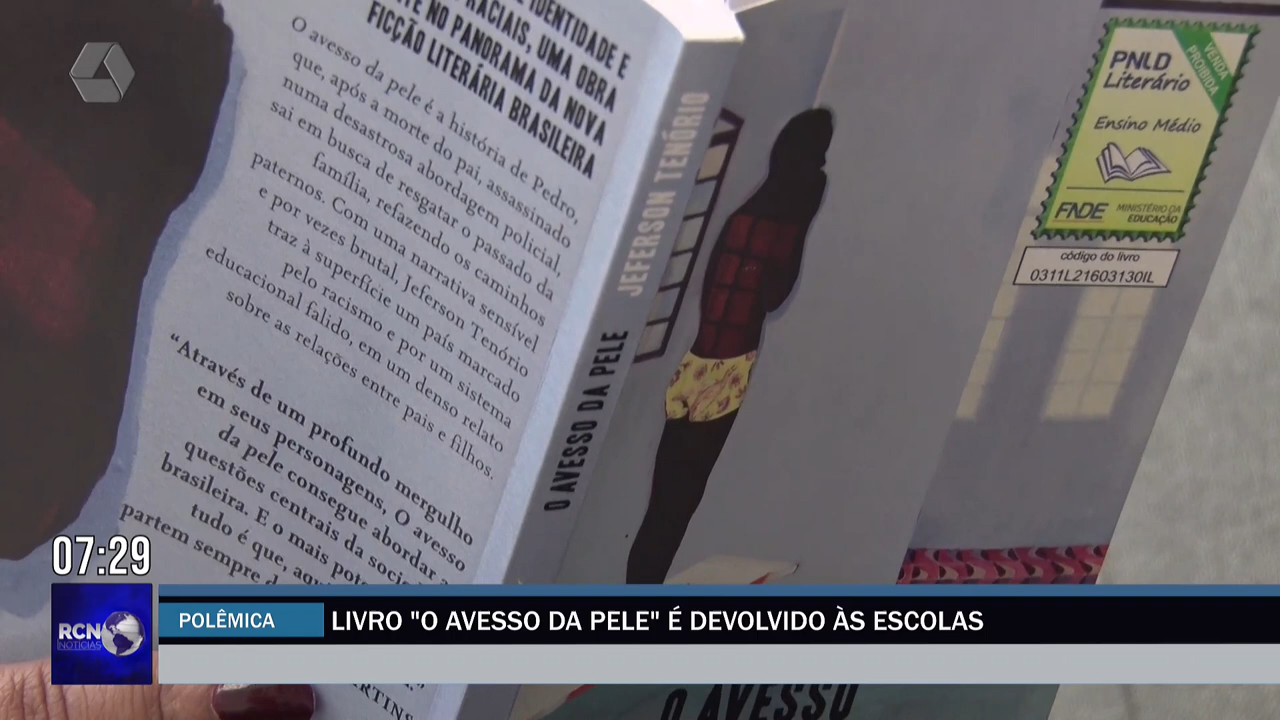 IDENTIDADE E
RACIAIS, UMA OBRA
NO PANORAMA DA NOVA
FICÇÃO LITERÁRIA BRASILEIRA
O avesso da pele é a história de Pedro,
que, após a morte do pai, assassinado
numa desastrosa abordagem policial,
sai em busca de resgatar o passado da
família, refazendo os caminhos
paternos. Com uma narrativa sensível
e por vezes brutal, Jeferson Tenório
traz à superfície um país marcado
pelo racismo e por um sistema
educacional falido, em um denso relato
sobre as relações entre pais e filhos.
“Através de um profundo mergulho
em seus personagens, O avesso
da pele consegue abordar
questões centrais da
brasileira. E o mais
tudo é que,
partem sempre
JEFERSON TENÓRIO
O AVESSO DA PELE
PNLD
Literário
VENDA
PROIBIDA
Ensino Médio
FNDE
MINISTÉRIO DA
EDUCAÇÃO
código do livro
0311L21603130IL
07:29
RCN
NOTÍCIAS
POLÊMICA
LIVRO "O AVESSO DA PELE" É DEVOLVIDO ÀS ESCOLAS
O AVESSO